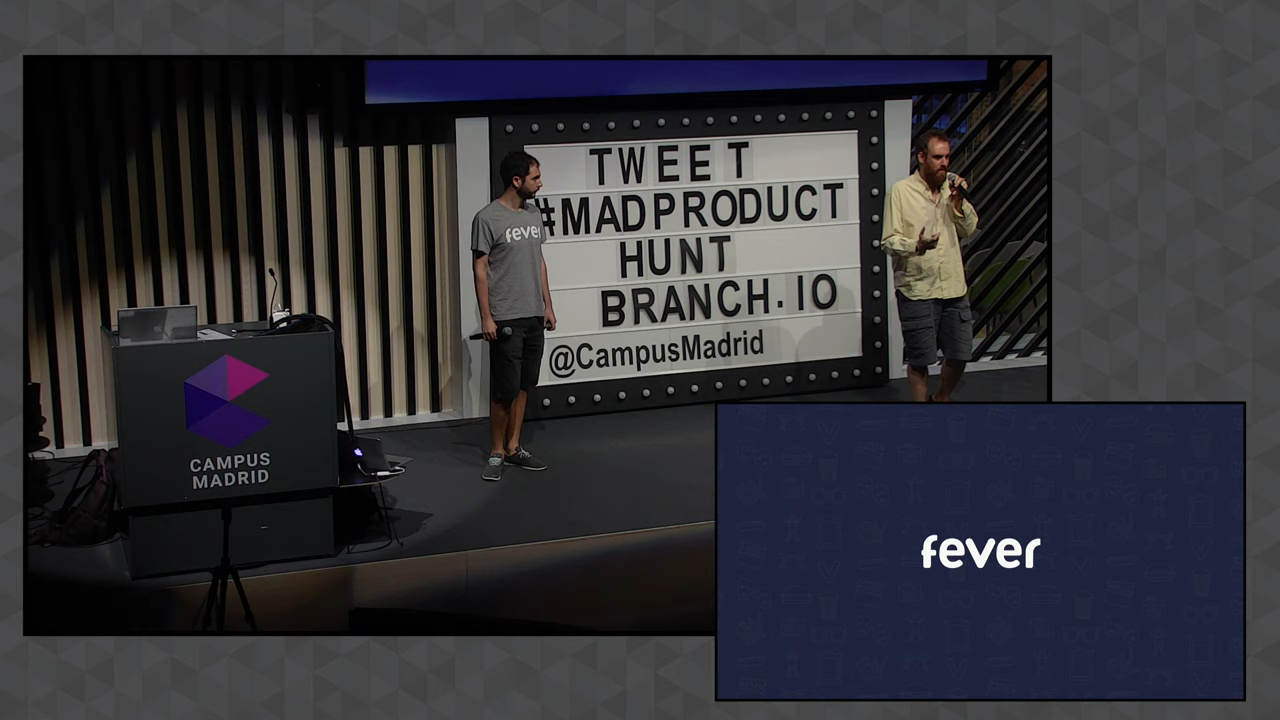 TWEET
#MADPRODUCT
HUNT
BRANCH.IO
@CampusMadrid
fever
CAMPUS
MADRID
fever